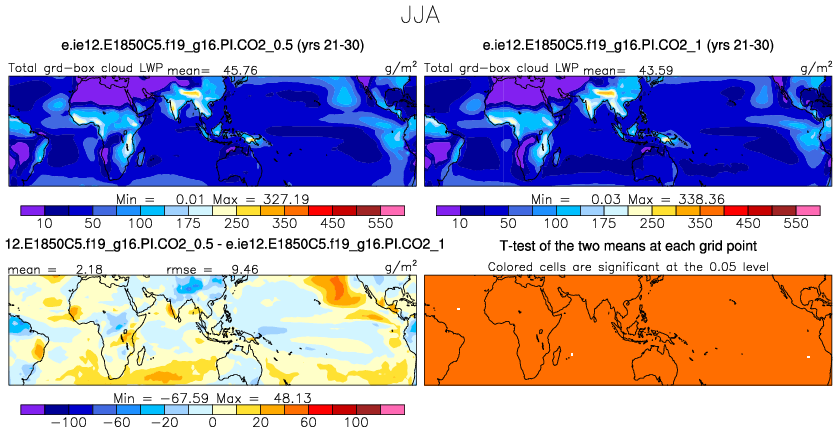 JJA
e.ie12.E1850C5.f19_g16.PI.CO2_0.5 (yrs 21-30)
Total grd-box cloud LWP mean= 45.76 g/m²
Min = 0.01 Max = 327.19
10 50 100 175 250 350 450 550
e.ie12.E1850C5.f19_g16.PI.CO2_1 (yrs 21-30)
Total grd-box cloud LWP mean= 43.59 g/m²
Min = 0.03 Max = 338.36
10 50 100 175 250 350 450 550
12.E1850C5.f19_g16.PI.CO2_0.5 - e.ie12.E1850C5.f19_g16.PI.CO2_1
mean = 2.18 rmse = 9.46 g/m²
Min = -67.59 Max = 48.13
-100 -60 -20 0 20 60 100
T-test of the two means at each grid point
Colored cells are significant at the 0.05 level